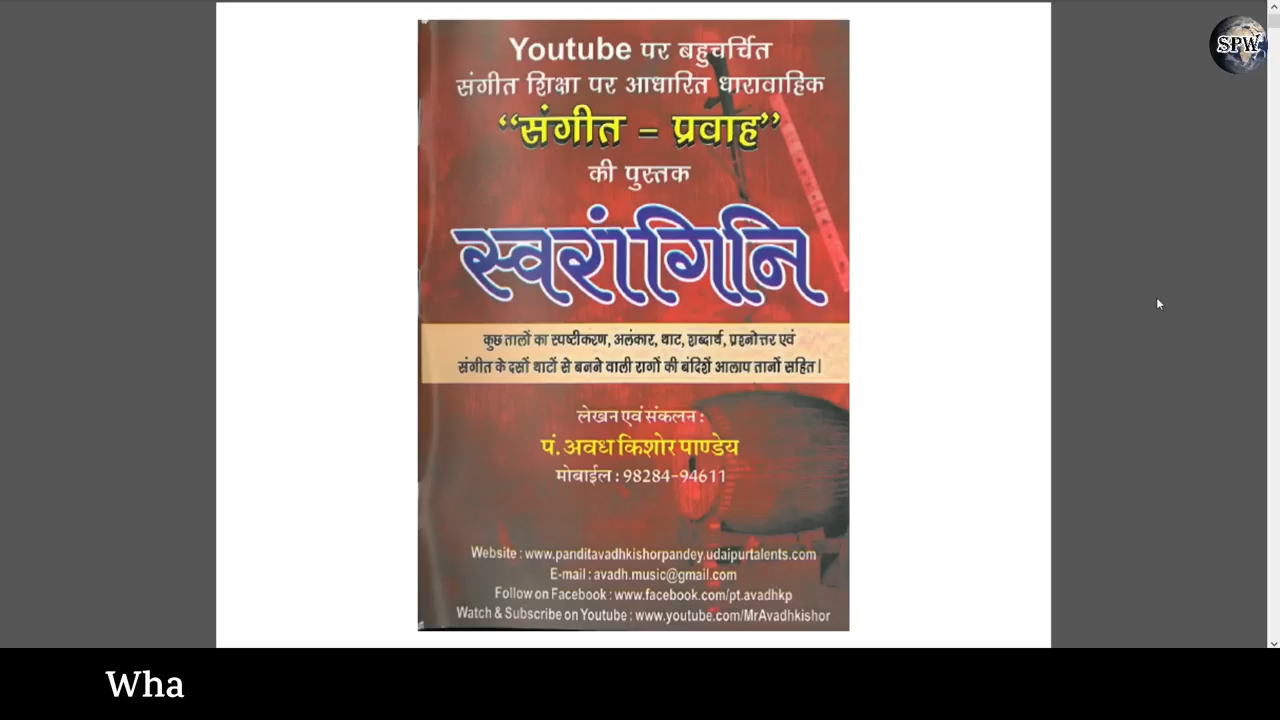 Youtube पर बहुचर्चित
संगीत शिक्षा पर आधारित धारावाहिक
“संगीत – प्रवाह”
की पुस्तक
स्वरांगिनि
कुछ तालों का स्पष्टीकरण, अलंकार, थाट, शब्दार्थ, प्रश्नोत्तर एवं
संगीत के दसों थाटों से बनने वाली रागों की बंदिशें आलाप तानों सहित।
लेखन एवं संकलन :
पं. अवध किशोर पाण्डेय
मोबाईल : 98284-94611
Website : www.panditavadhkishorpandey.udaipurtalents.com
E-mail : avadh.music@gmail.com
Follow on Facebook : www.facebook.com/pt.avadhkp
Watch & Subscribe on Youtube : www.youtube.com/MrAvadhkishor
SPW
Wha